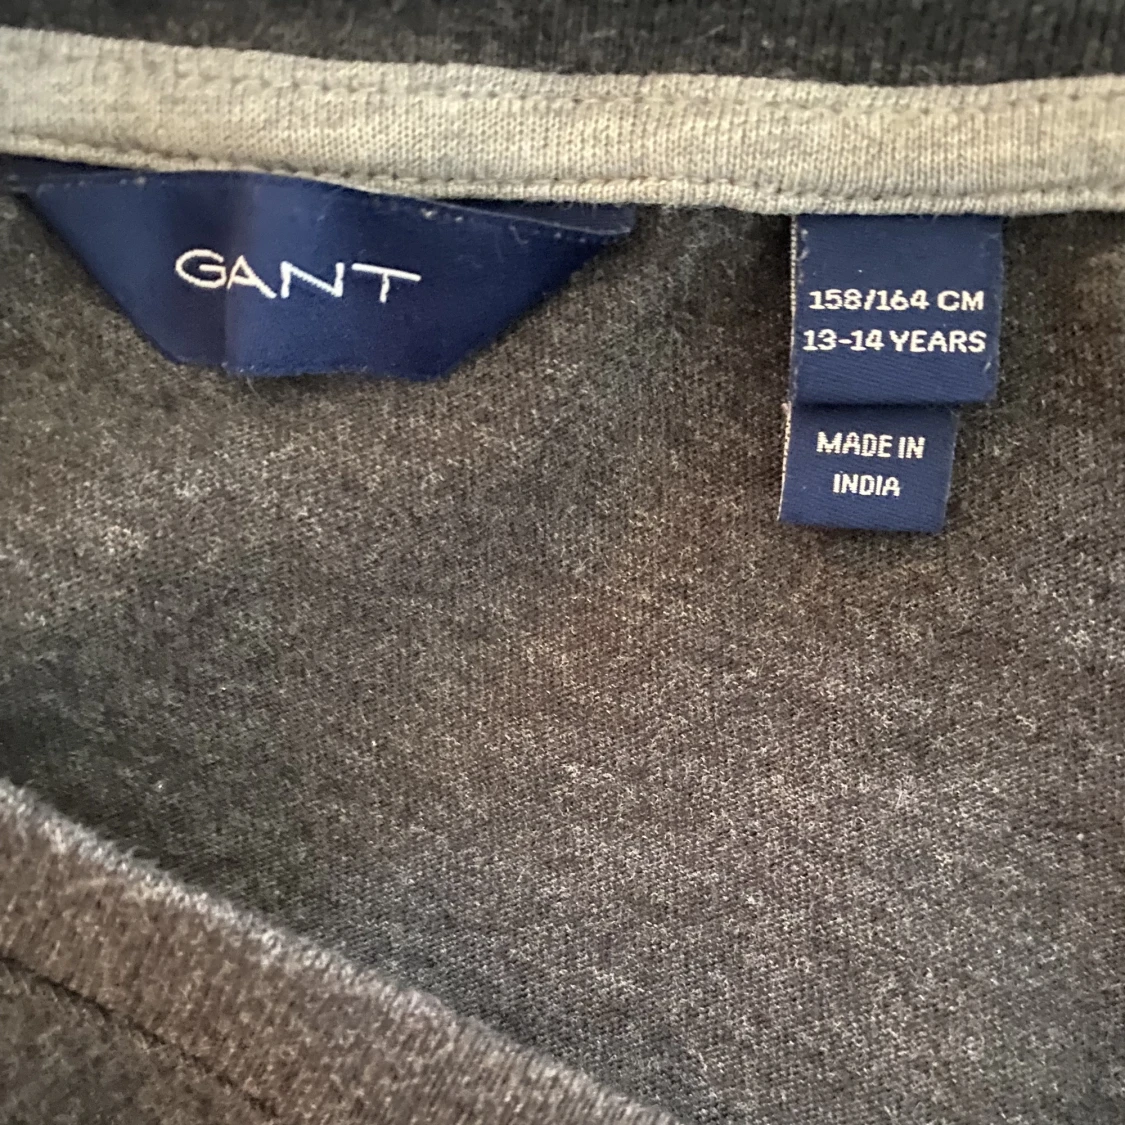 GANT
158/164 CM
13-14 YEARS
MADE IN
INDIA